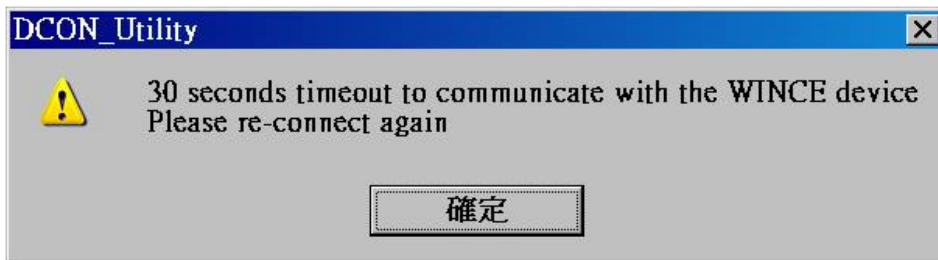 DCON_Utility
30 seconds timeout to communicate with the WINCE device
Please re-connect again
確定